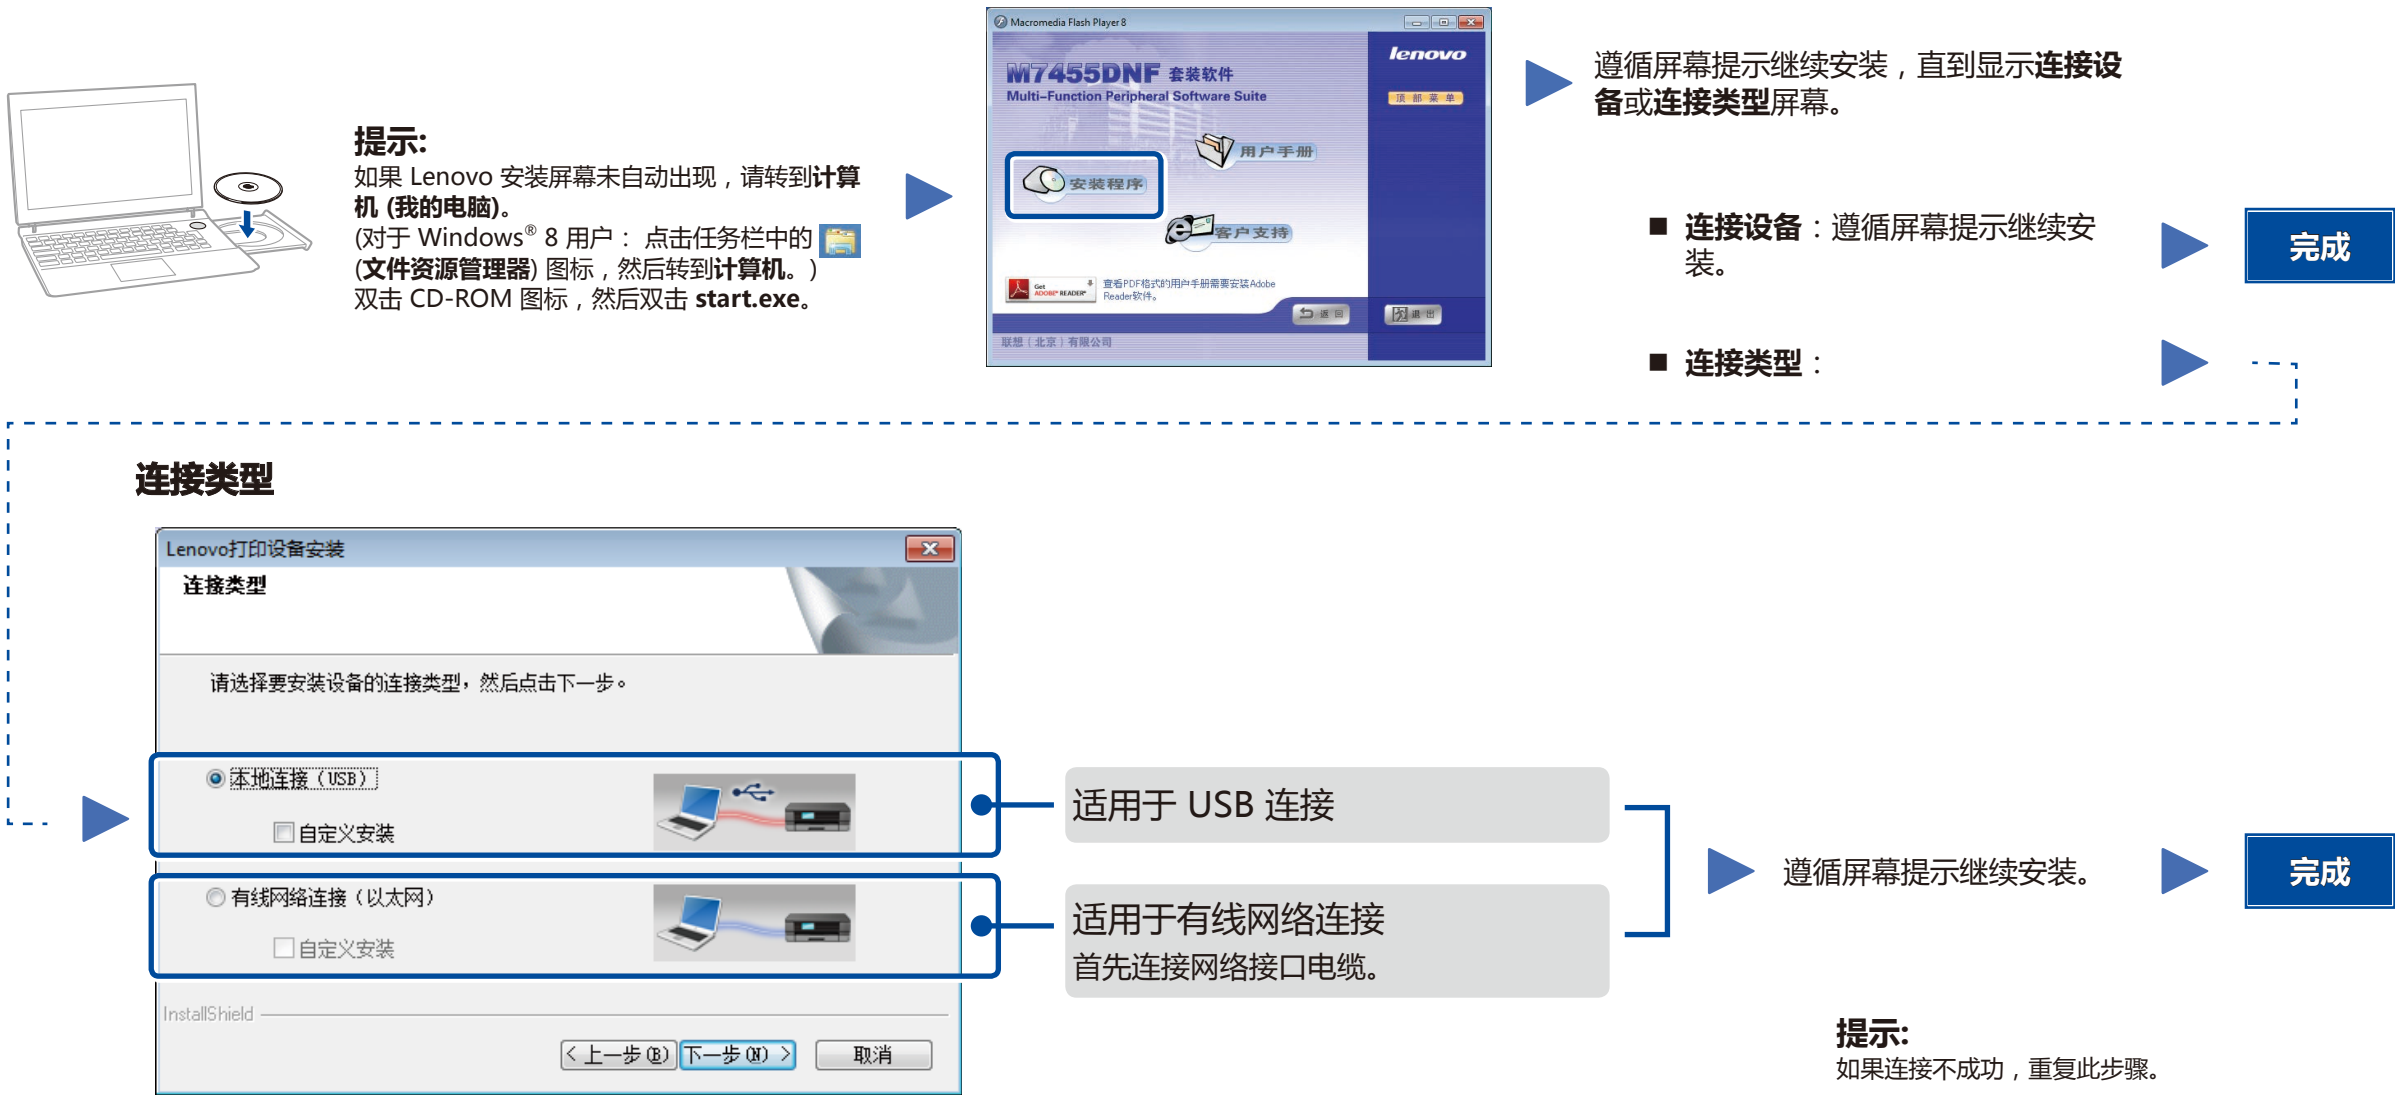 提示:
如果 Lenovo 安装屏幕未自动出现，请转到计算
机 (我的电脑)。
(对于 Windows® 8 用户： 点击任务栏中的
(文件资源管理器) 图标，然后转到计算机。)
双击 CD-ROM 图标，然后双击 start.exe。
Macromedia Flash Player 8
lenovo
M7455DNF 套装软件
Multi-Function Peripheral Software Suite
顶部菜单
用户手册
安装程序
客户支持
Get
ADOBE® READER®
查看PDF格式的用户手册需要安装Adobe
Reader软件。
返回
退出
联想（北京）有限公司
遵循屏幕提示继续安装，直到显示连接设
备或连接类型屏幕。
■ 连接设备：遵循屏幕提示继续安
装。
完成
■ 连接类型：
连接类型
Lenovo打印设备安装
连接类型
请选择要安装设备的连接类型，然后点击下一步。
本地连接（USB）
自定义安装
有线网络连接（以太网）
自定义安装
InstallShield
< 上一步(B)
下一步(N) >
取消
适用于 USB 连接
适用于有线网络连接
首先连接网络接口电缆。
遵循屏幕提示继续安装。
完成
提示:
如果连接不成功，重复此步骤。